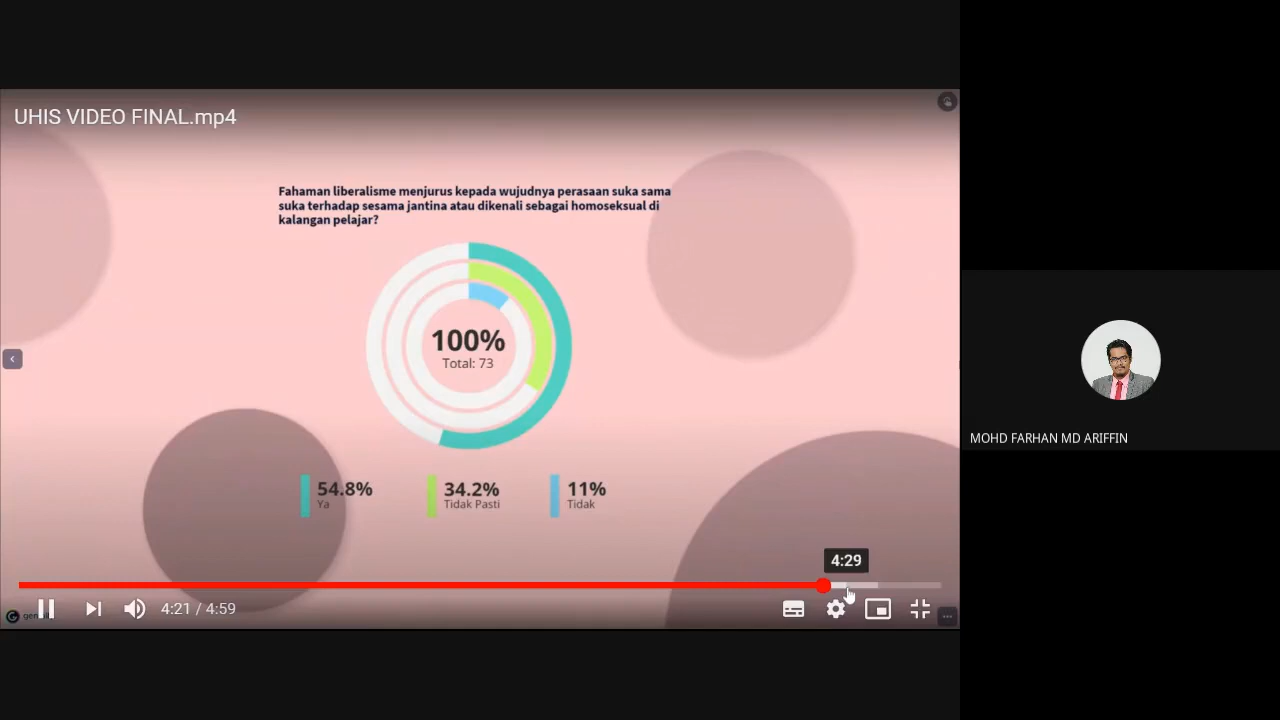 UHIS VIDEO FINAL.mp4
Fahaman liberalisme menjurus kepada wujudnya perasaan suka sama
suka terhadap sesama jantina atau dikenali sebagai homoseksual di
kalangan pelajar?
100%
Total: 73
54.8%
Ya
34.2%
Tidak Pasti
11%
Tidak
4:29
4:21 / 4:59
MOHD FARHAN MD ARIFFIN